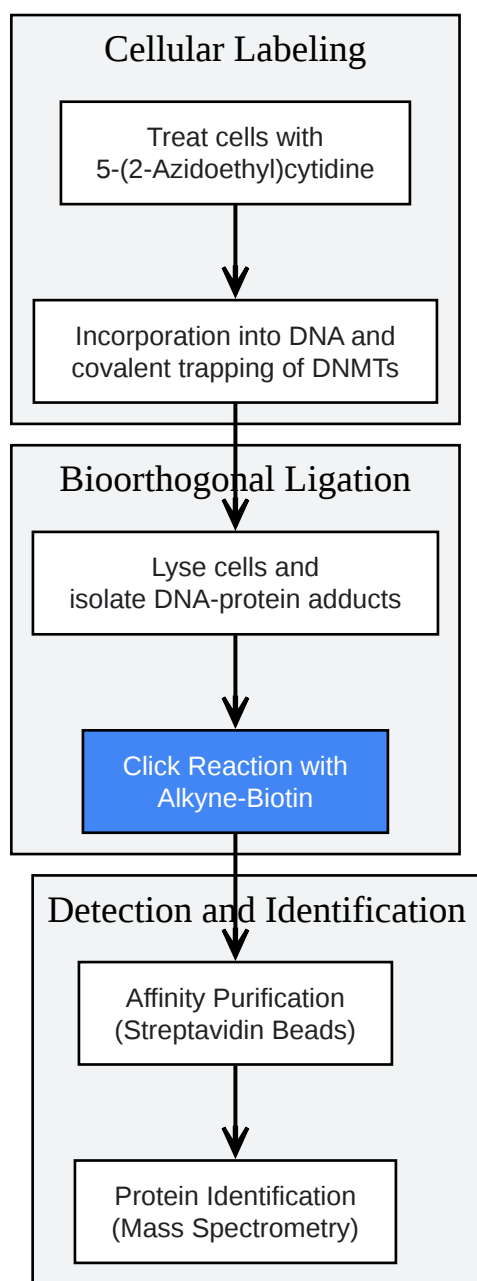 Cellular Labeling
Treat cells with
5-(2-Azidoethyl)cytidine
Incorporation into DNA and
covalent trapping of DNMTs
Bioorthogonal Ligation
Lyse cells and
isolate DNA-protein adducts
Click Reaction with
Alkyne-Biotin
Detection and Identification
Affinity Purification
(Streptavidin Beads)
Protein Identification
(Mass Spectrometry)